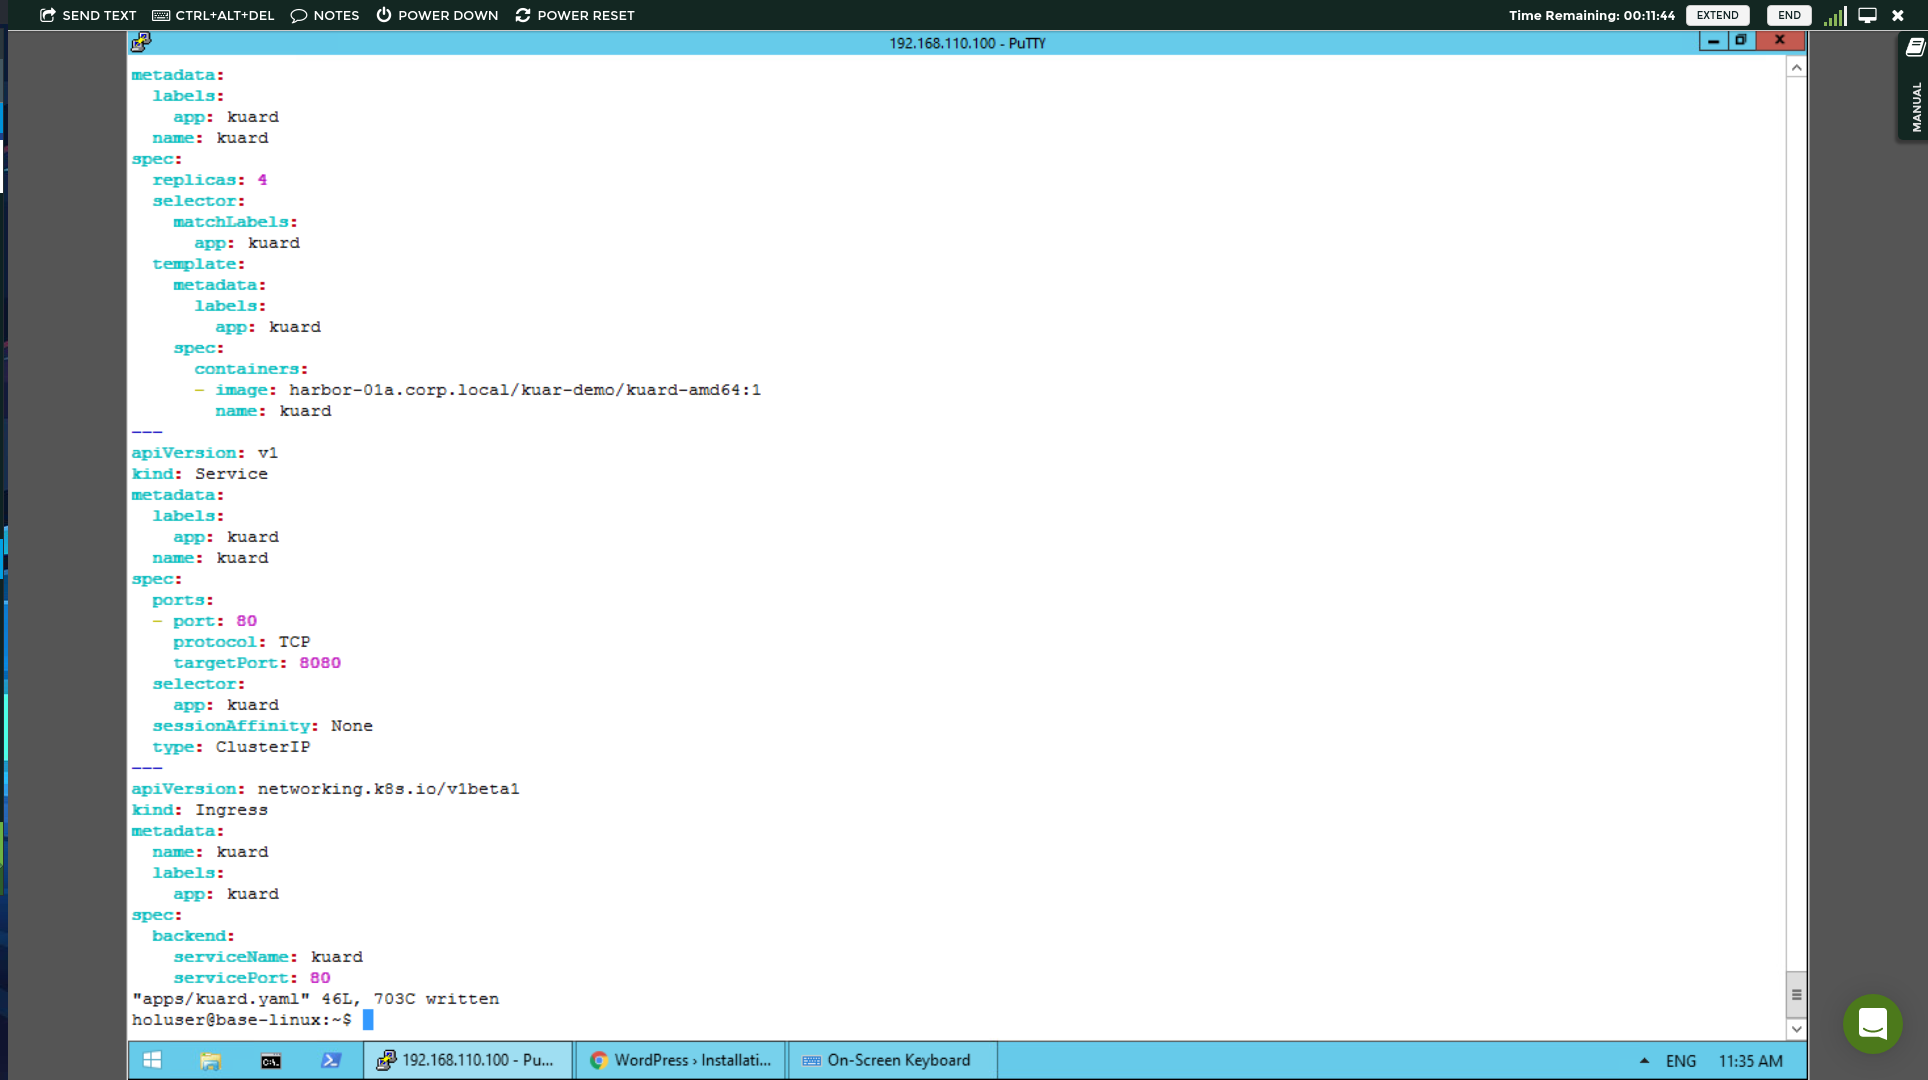 SEND TEXT CTRL+ALT+DEL NOTES POWER DOWN POWER RESET Time Remaining: 00:11:44 EXTEND END
192.168.110.100 - PuTTY
MANUAL
metadata:
  labels:
    app: kuard
  name: kuard
spec:
  replicas: 4
  selector:
    matchLabels:
      app: kuard
  template:
    metadata:
      labels:
        app: kuard
    spec:
      containers:
      - image: harbor-01a.corp.local/kuar-demo/kuard-amd64:1
        name: kuard
---
apiVersion: v1
kind: Service
metadata:
  labels:
    app: kuard
  name: kuard
spec:
  ports:
  - port: 80
    protocol: TCP
    targetPort: 8080
  selector:
    app: kuard
  sessionAffinity: None
  type: ClusterIP
---
apiVersion: networking.k8s.io/v1beta1
kind: Ingress
metadata:
  name: kuard
  labels:
    app: kuard
spec:
  backend:
    serviceName: kuard
    servicePort: 80
"apps/kuard.yaml" 46L, 703C written
holuser@base-linux:~$
192.168.110.100 - Pu... WordPress › Installati... On-Screen Keyboard ENG 11:35 AM